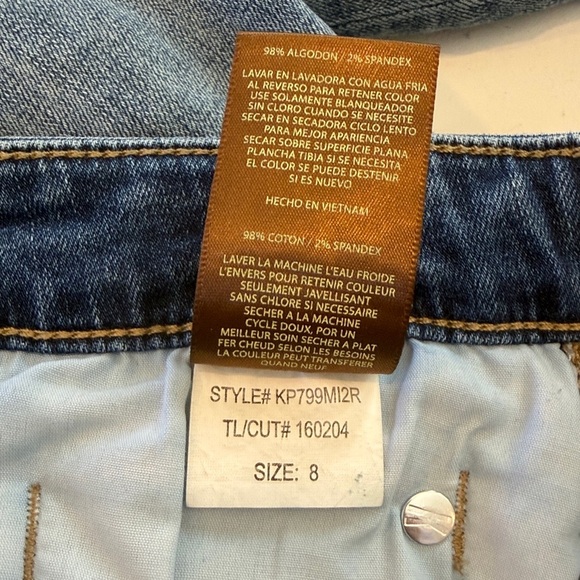 98% ALGODON / 2% SPANDEX
LAVAR EN LAVADORA CON AGUA FRIA
AL REVERSO PARA RETENER COLOR
USE SOLAMENTE BLANQUEADOR
SIN CLORO CUANDO SE NECESITE
SECAR EN SECADORA CICLO LENTO
PARA MEJOR APARIENCIA
SECAR SOBRE SUPERFICIE PLANA
PLANCHA TIBIA SI SE NECESITA
EL COLOR SE PUEDE DESTENIR
SI ES NUEVO
HECHO EN VIETNAM
98% COTON / 2% SPANDEX
LAVER LA MACHINE L'EAU FROIDE
L'ENVERS POUR RETENIR COULEUR
SEULEMENT JAVELLISANT
SANS CHLORE SI NECESSAIRE
SECHER A LA MACHINE
CYCLE DOUX, POR UN
MEILLEUR SOIN SECHER A PLAT
FER CHEUD SELON LES BESOINS
LA COULEUR PEUT TRANSFERER
QUAND NEUF
STYLE# KP799MI2R
TL/CUT# 160204
SIZE: 8